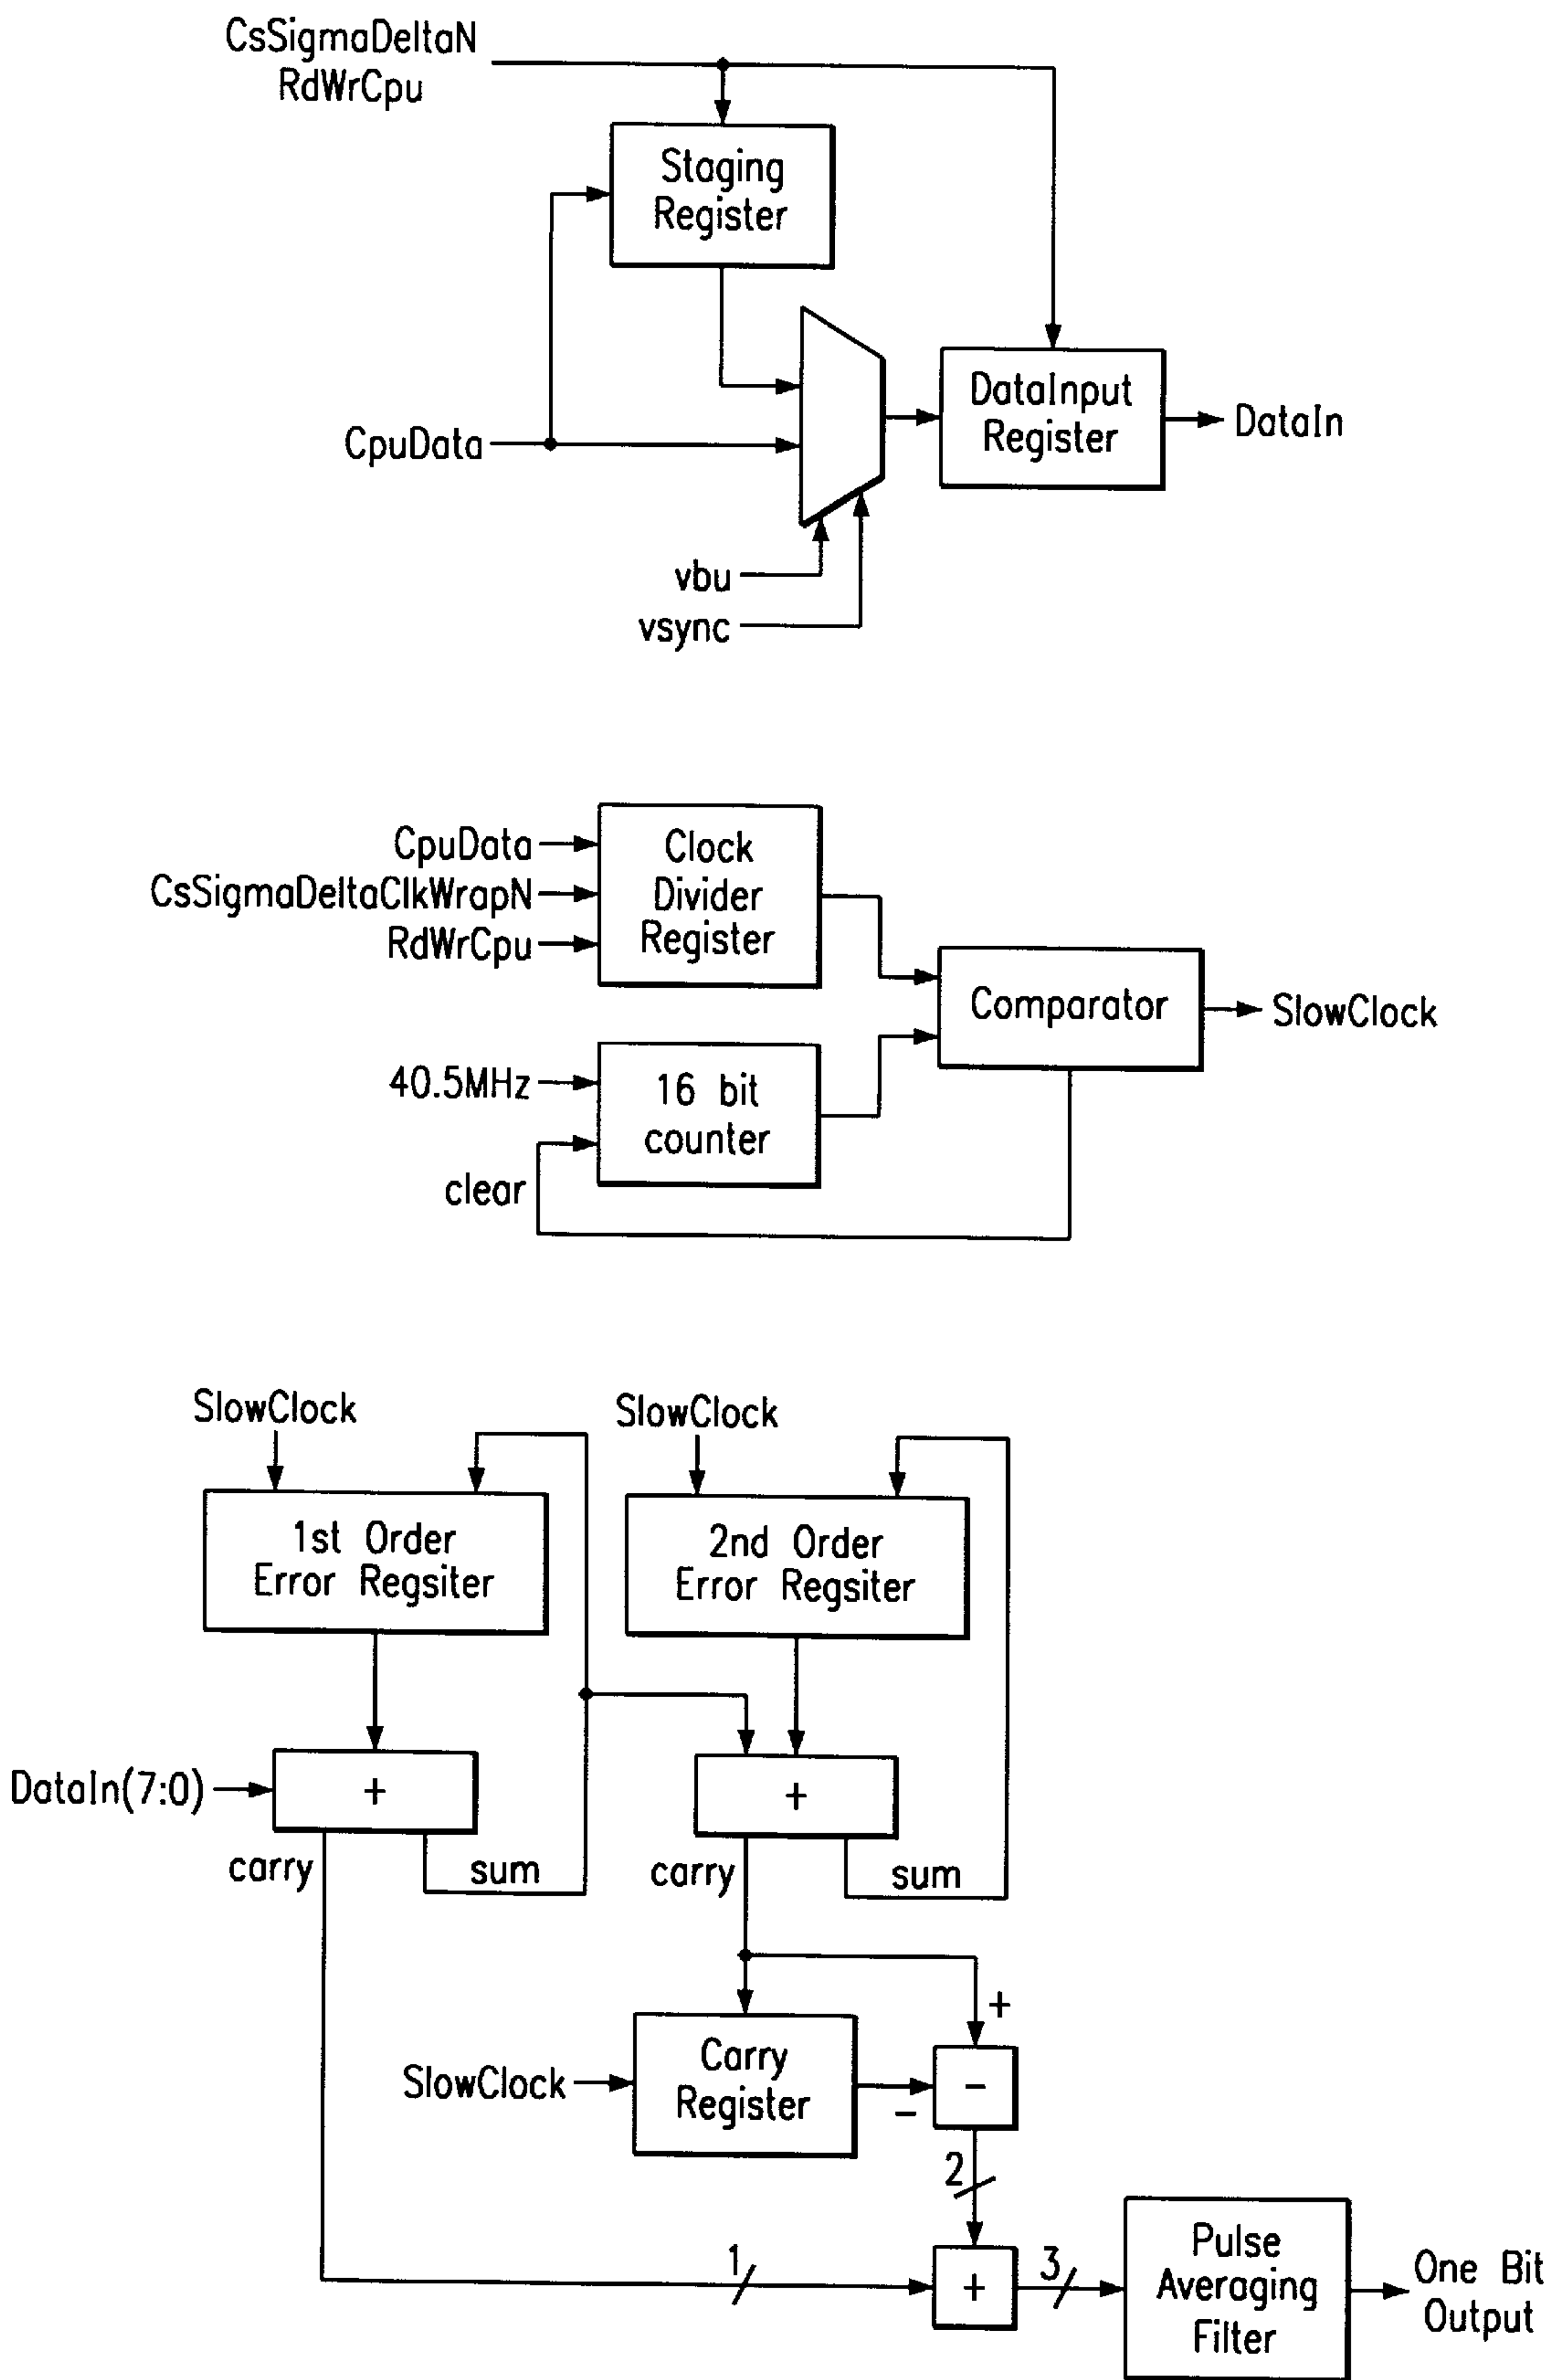 CsSigmaDeltaN
RdWrCpu
Staging
Register
DataInput
Register
DataIn
CpuData
vbu
vsync
CpuData
CsSigmaDeltaClkWrapN
RdWrCpu
Clock
Divider
Register
Comparator
SlowClock
40.5MHz
16 bit
counter
clear
SlowClock
SlowClock
1st Order
Error Regsiter
2nd Order
Error Regsiter
DataIn(7:0)
+
+
carry
sum
carry
sum
+
Carry
Register
SlowClock
-
-
2
1
+
3
Pulse
Averaging
Filter
One Bit
Output